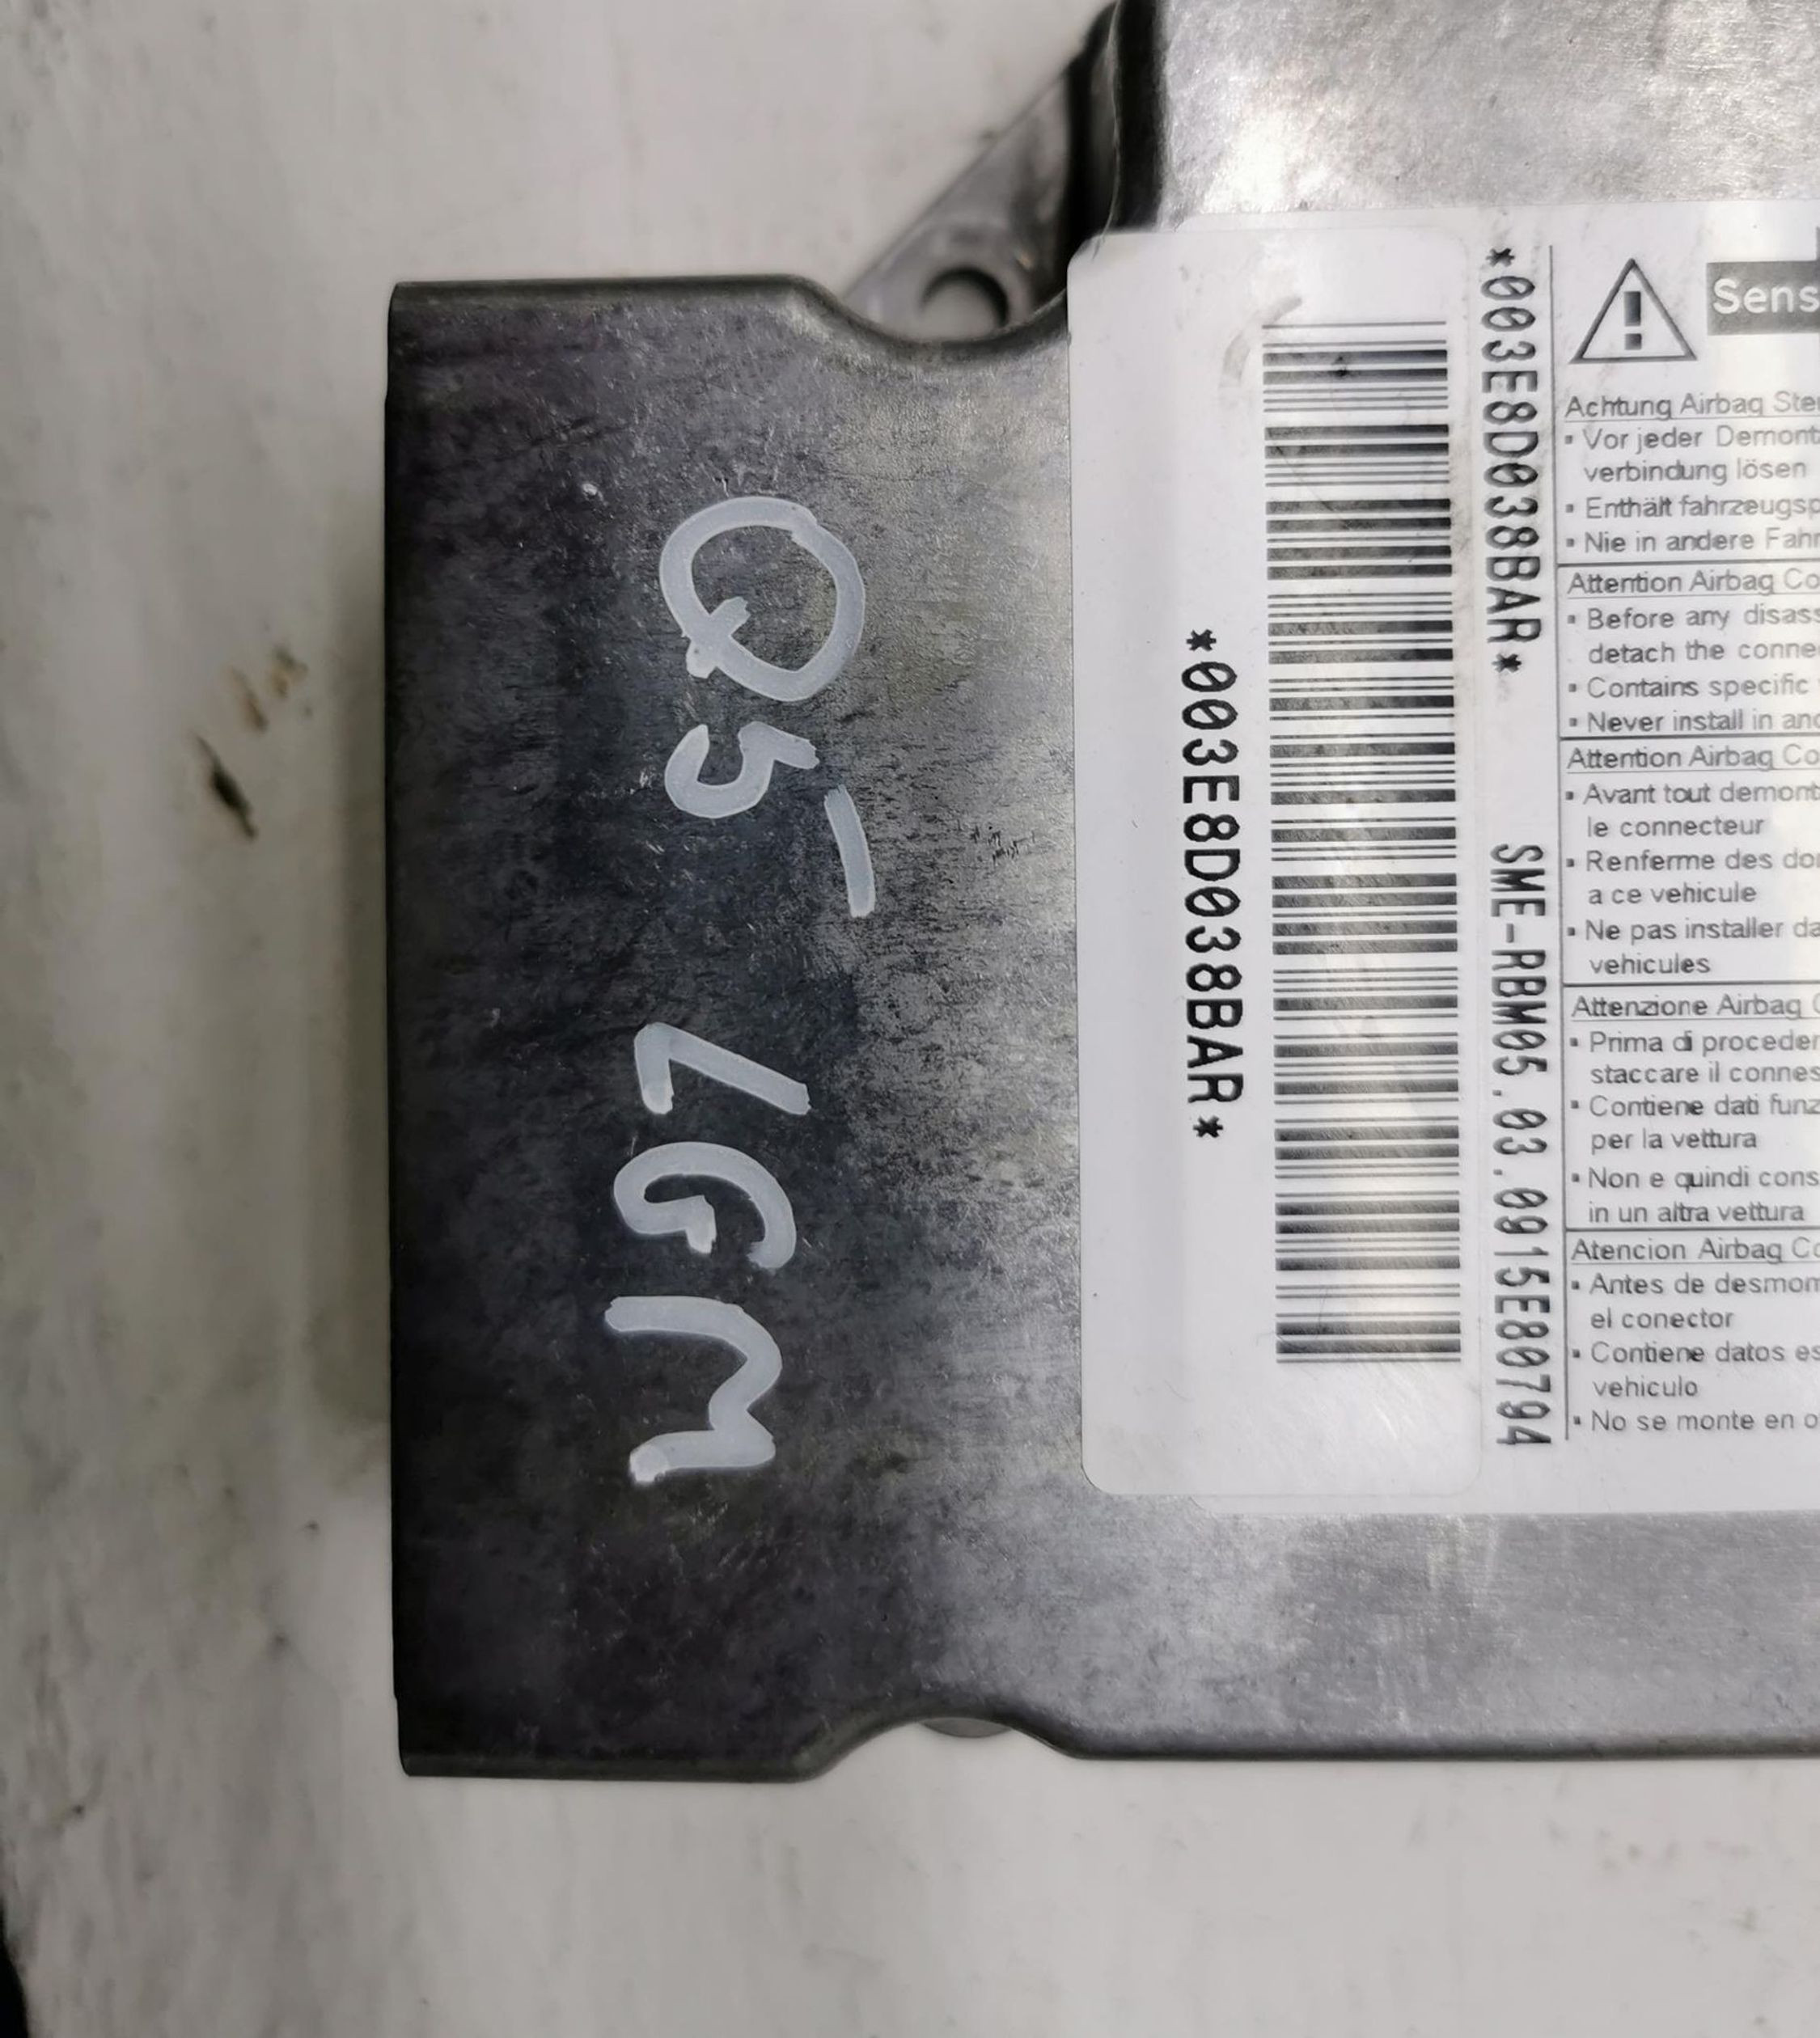 Q5 LGM
*003E8D038BAR*
*003E8D038BAR* SME-RBM05.03.0915E80794
Sens
Achtung Airbag Ste
▪ Vor jeder Demont
verbindung lösen
▪ Enthält fahrzeugsp
▪ Nie in andere Fahr
Attention Airbag Co
▪ Before any disass
detach the conne
▪ Contains specific
▪ Never install in ano
Attention Airbag Co
▪ Avant tout demont
le connecteur
▪ Renferme des don
a ce vehicule
▪ Ne pas installer da
vehicules
Attenzione Airbag C
▪ Prima di proceder
staccare il connes
▪ Contiene dati funz
per la vettura
▪ Non e quindi cons
in un altra vettura
Atencion Airbag Co
▪ Antes de desmon
el conector
▪ Contiene datos es
vehiculo
▪ No se monte en o